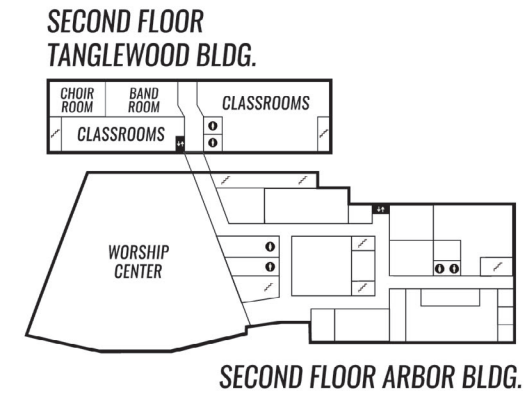 SECOND FLOOR
TANGLEWOOD BLDG.
CHOIR
ROOM
BAND
ROOM
CLASSROOMS
CLASSROOMS
WORSHIP
CENTER
SECOND FLOOR ARBOR BLDG.